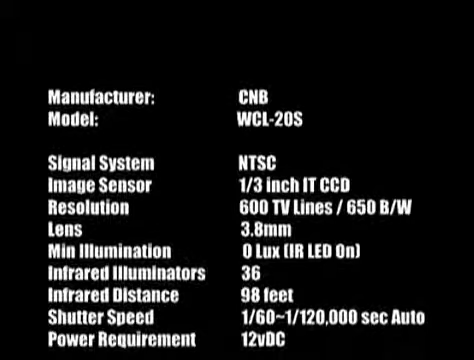 Manufacturer: CNB
Model: WCL-20S
Signal System NTSC
Image Sensor 1/3 inch IT CCD
Resolution 600 TV Lines / 650 B/W
Lens 3.8mm
Min Illumination 0 Lux (IR LED On)
Infrared Illuminators 36
Infrared Distance 98 feet
Shutter Speed 1/60~1/120,000 sec Auto
Power Requirement 12vDC